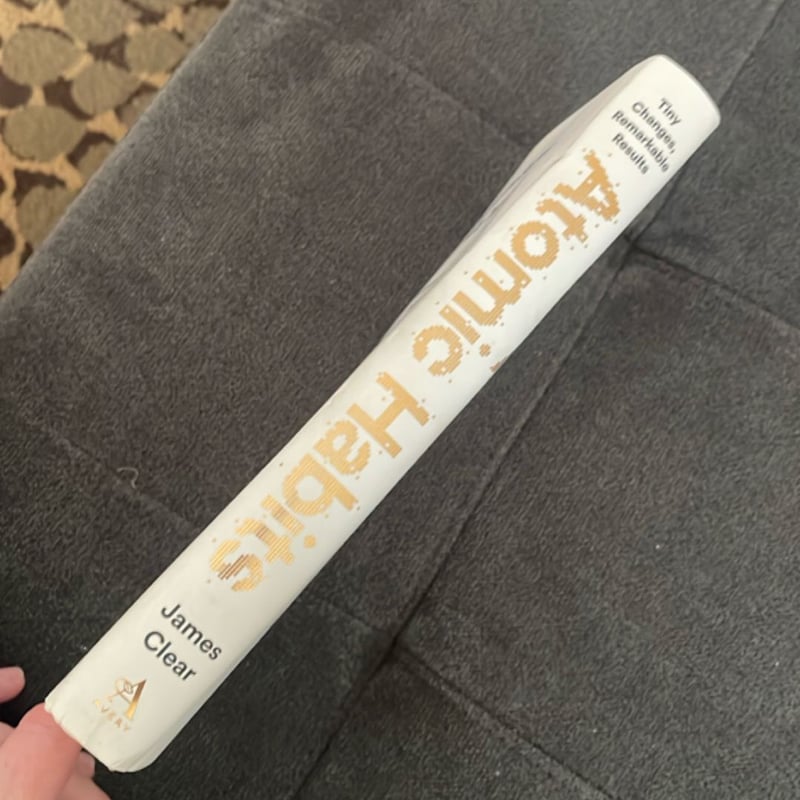 Tiny
Changes,
Remarkable
Results
Atomic Habits
James
Clear
AVERY